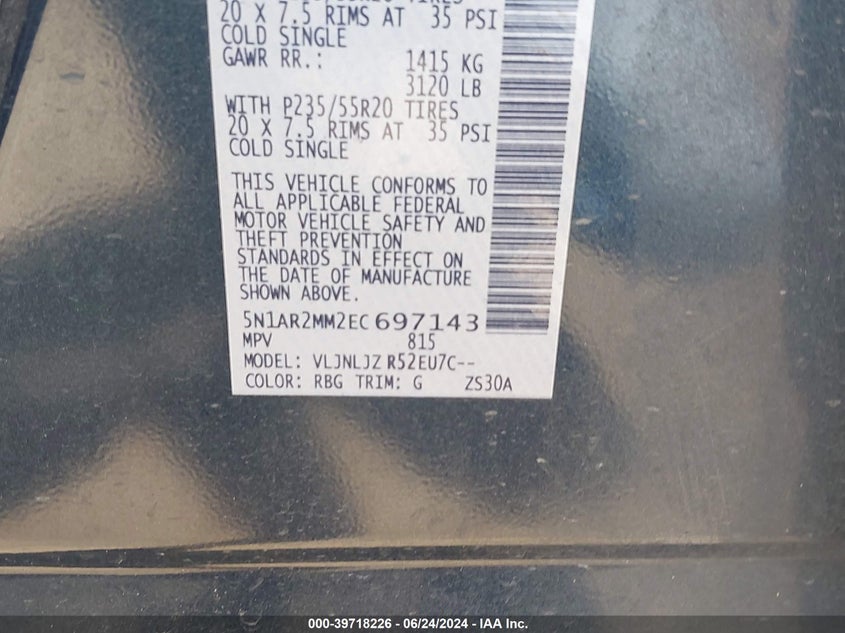 20 X 7.5 RIMS AT 35 PSI
COLD SINGLE
GAWR RR.: 1415 KG
3120 LB
WITH P235/55R20 TIRES
20 X 7.5 RIMS AT 35 PSI
COLD SINGLE
THIS VEHICLE CONFORMS TO
ALL APPLICABLE FEDERAL
MOTOR VEHICLE SAFETY AND
THEFT PREVENTION
STANDARDS IN EFFECT ON
THE DATE OF MANUFACTURE
SHOWN ABOVE.
5N1AR2MM2EC697143
MPV 815
MODEL: VLJNLJZ R52EU7C--
COLOR: RBG TRIM: G ZS30A
000-39718226 - 06/24/2024 - IAA Inc.